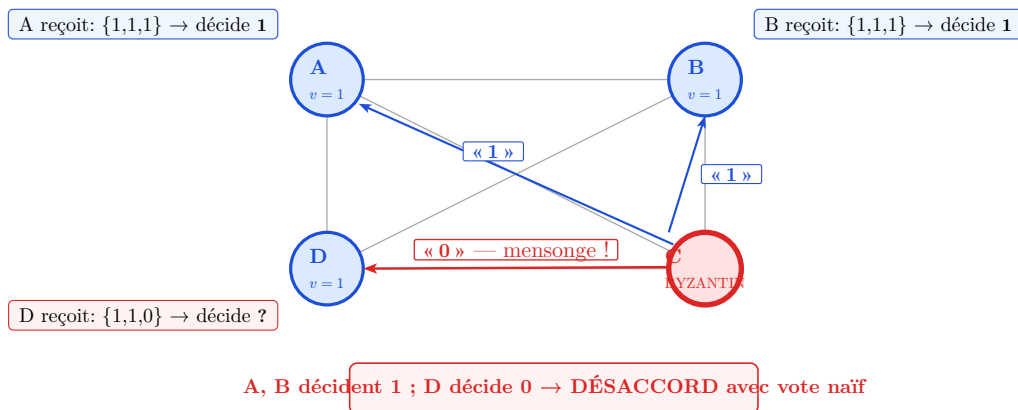 A reçoit: {1,1,1} → décide 1
B reçoit: {1,1,1} → décide 1
A
v = 1
B
v = 1
« 1 »
« 1 »
« 0 » — mensonge !
D
v = 1
C
BYZANTIN
D reçoit: {1,1,0} → décide ?
A, B décident 1 ; D décide 0 → DÉSACCORD avec vote naïf